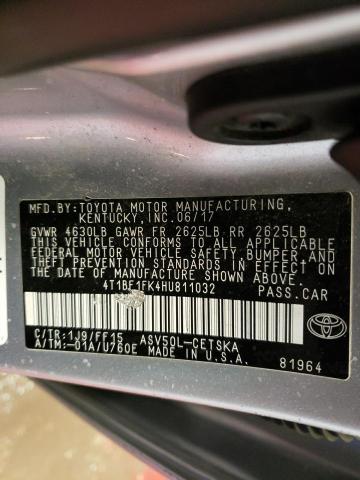 MFD.BY:TOYOTA MOTOR MANUFACTURING,
KENTUCKY,INC.06/17
GVWR 4630LB GAWR FR 2625LB RR 2625LB
THIS VEHICLE CONFORMS TO ALL APPLICABLE
FEDERAL MOTOR VEHICLE SAFETY, BUMPER, AND
THEFT PREVENTION STANDARDS IN EFFECT ON
THE DATE OF MANUFACTURE SHOWN ABOVE.
4T1BF1FK4HU811032
PASS.CAR
C/TR:1J9/FF15 ASV50L-CETSKA
A/TM:-01A/U760E MADE IN U.S.A.
TOYOTA
81964